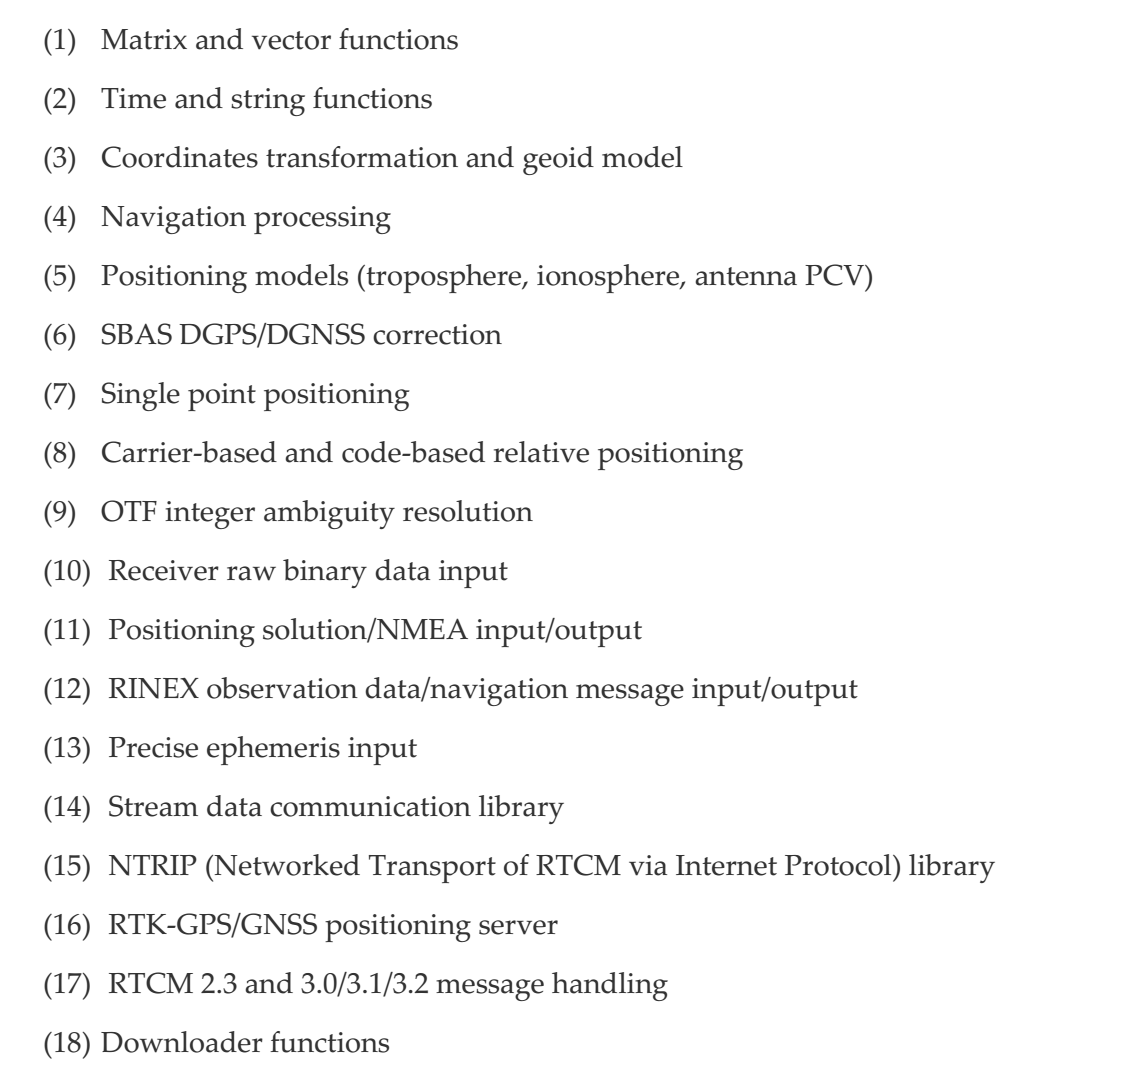 (1) Matrix and vector functions
(2) Time and string functions
(3) Coordinates transformation and geoid model
(4) Navigation processing
(5) Positioning models (troposphere, ionosphere, antenna PCV)
(6) SBAS DGPS/DGNSS correction
(7) Single point positioning
(8) Carrier-based and code-based relative positioning
(9) OTF integer ambiguity resolution
(10) Receiver raw binary data input
(11) Positioning solution/NMEA input/output
(12) RINEX observation data/navigation message input/output
(13) Precise ephemeris input
(14) Stream data communication library
(15) NTRIP (Networked Transport of RTCM via Internet Protocol) library
(16) RTK-GPS/GNSS positioning server
(17) RTCM 2.3 and 3.0/3.1/3.2 message handling
(18) Downloader functions